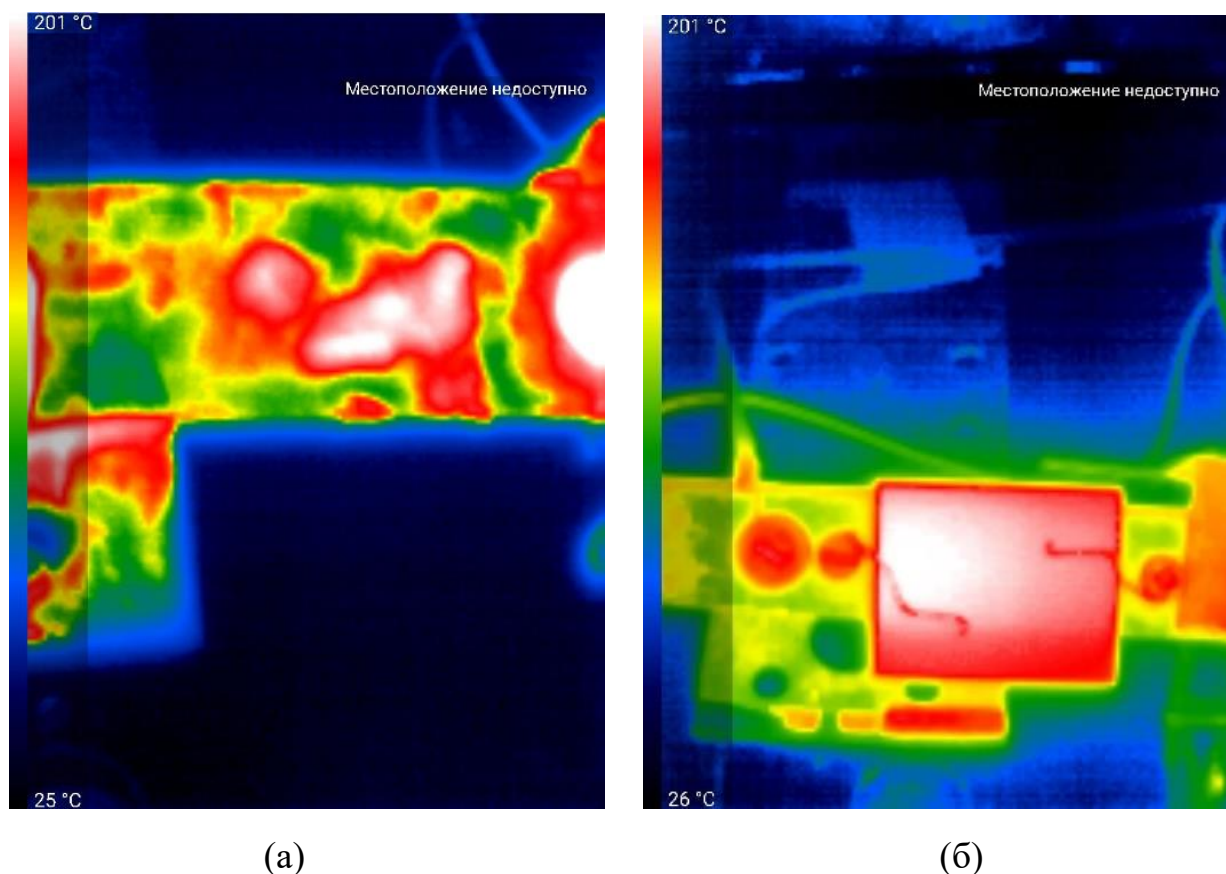 201 °C
Местоположение недоступно
25 °C
(а)
201 °C
Местоположение недоступно
26 °C
(б)